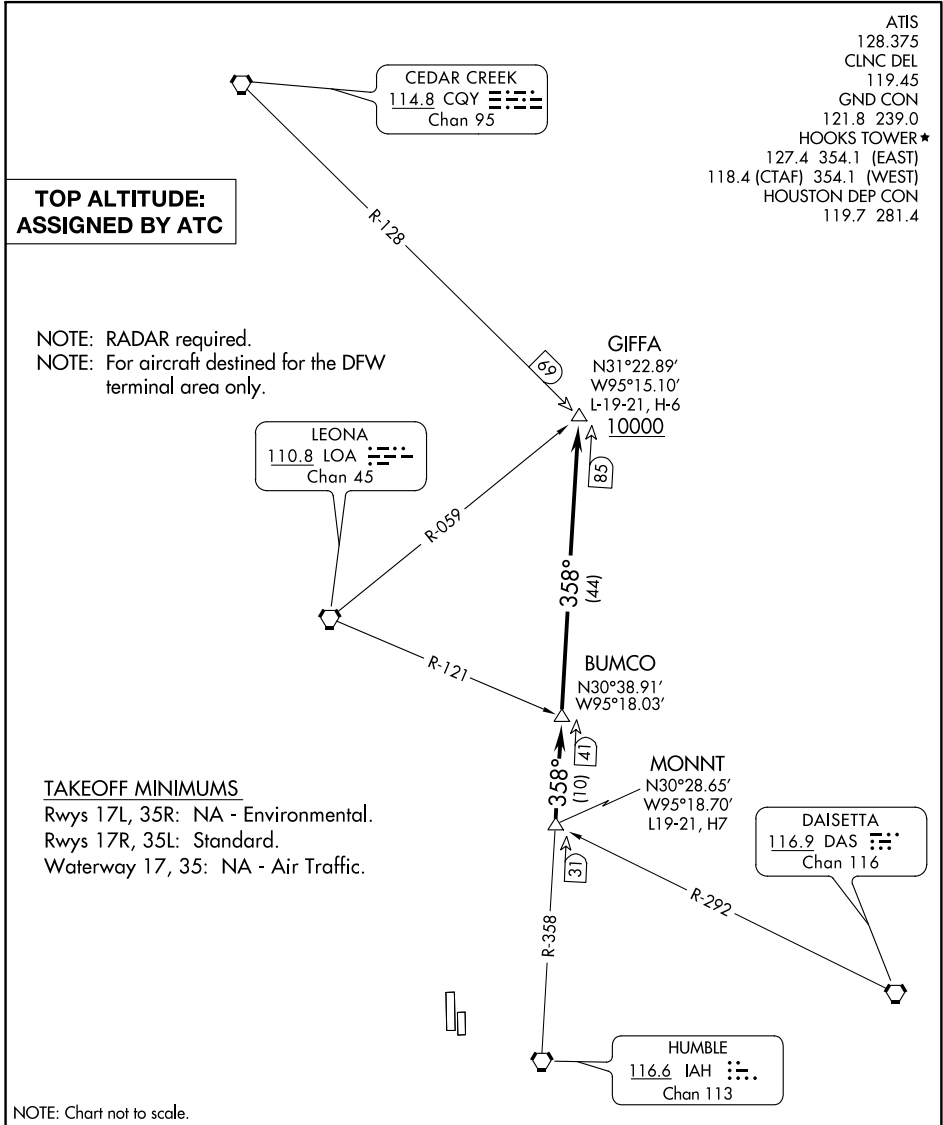 ATIS
128.375
CLNC DEL
119.45
GND CON
121.8 239.0
HOOKS TOWER★
127.4 354.1 (EAST)
118.4 (CTAF) 354.1 (WEST)
HOUSTON DEP CON
119.7 281.4
CEDAR CREEK
114.8 CQY
Chan 95
TOP ALTITUDE:
ASSIGNED BY ATC
R-128
NOTE: RADAR required.
NOTE: For aircraft destined for the DFW
terminal area only.
69
GIFFA
N31°22.89'
W95°15.10'
L-19-21, H-6
10000
LEONA
110.8 LOA
Chan 45
85
R-059
358°
(44)
R-121
BUMCO
N30°38.91'
W95°18.03'
41
358°
(10)
MONNT
N30°28.65'
W95°18.70'
L19-21, H7
TAKEOFF MINIMUMS
Rwys 17L, 35R: NA - Environmental.
Rwys 17R, 35L: Standard.
Waterway 17, 35: NA - Air Traffic.
DAISETTA
116.9 DAS
Chan 116
31
R-292
R-358
HUMBLE
116.6 IAH
Chan 113
NOTE: Chart not to scale.